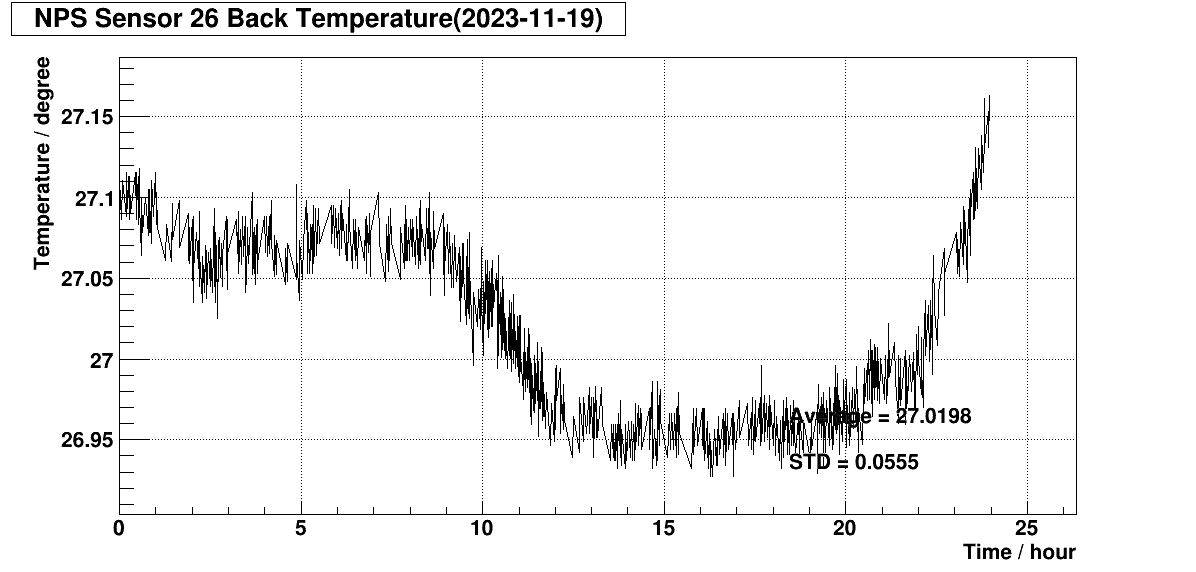 NPS Sensor 26 Back Temperature(2023-11-19)
Temperature / degree
27.15
27.1
27.05
27
26.95
Average = 27.0198
STD = 0.0555
0 5 10 15 20 25
Time / hour